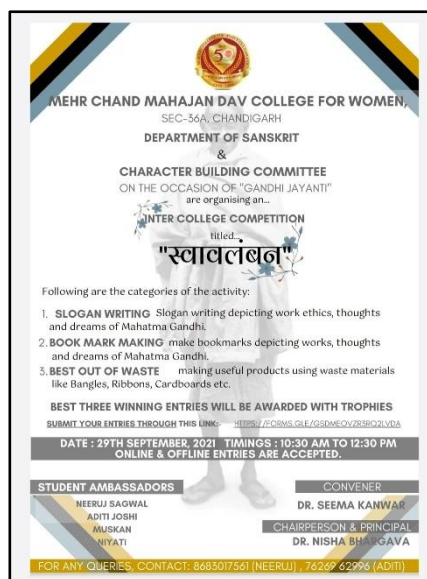 MEHR CHAND MAHAJAN DAV COLLEGE FOR WOMEN,
SEC-36A, CHANDIGARH
DEPARTMENT OF SANSKRIT
&
CHARACTER BUILDING COMMITTEE
ON THE OCCASION OF "GANDHI JAYANTI"
are organising an...
INTER COLLEGE COMPETITION
titled...
"स्वावलंबन"
Following are the categories of the activity:
1. SLOGAN WRITING Slogan writing depicting work ethics, thoughts
and dreams of Mahatma Gandhi.
2. BOOK MARK MAKING make bookmarks depicting works, thoughts
and dreams of Mahatma Gandhi.
3. BEST OUT OF WASTE making useful products using waste materials
like Bangles, Ribbons, Cardboards etc.
BEST THREE WINNING ENTRIES WILL BE AWARDED WITH TROPHIES
SUBMIT YOUR ENTRIES THROUGH THIS LINK:- HTTPS://FORMS.GLE/GSDMEOVZR3RQ2LVDA
DATE : 29TH SEPTEMBER, 2021 TIMINGS : 10:30 AM TO 12:30 PM
ONLINE & OFFLINE ENTRIES ARE ACCEPTED.
STUDENT AMBASSADORS
NEERUJ SAGWAL
ADITI JOSHI
MUSKAN
NIYATI
CONVENER
DR. SEEMA KANWAR
CHAIRPERSON & PRINCIPAL
DR. NISHA BHARGAVA
FOR ANY QUERIES, CONTACT: 8683017561 (NEERUJ) , 76269 62996 (ADITI)